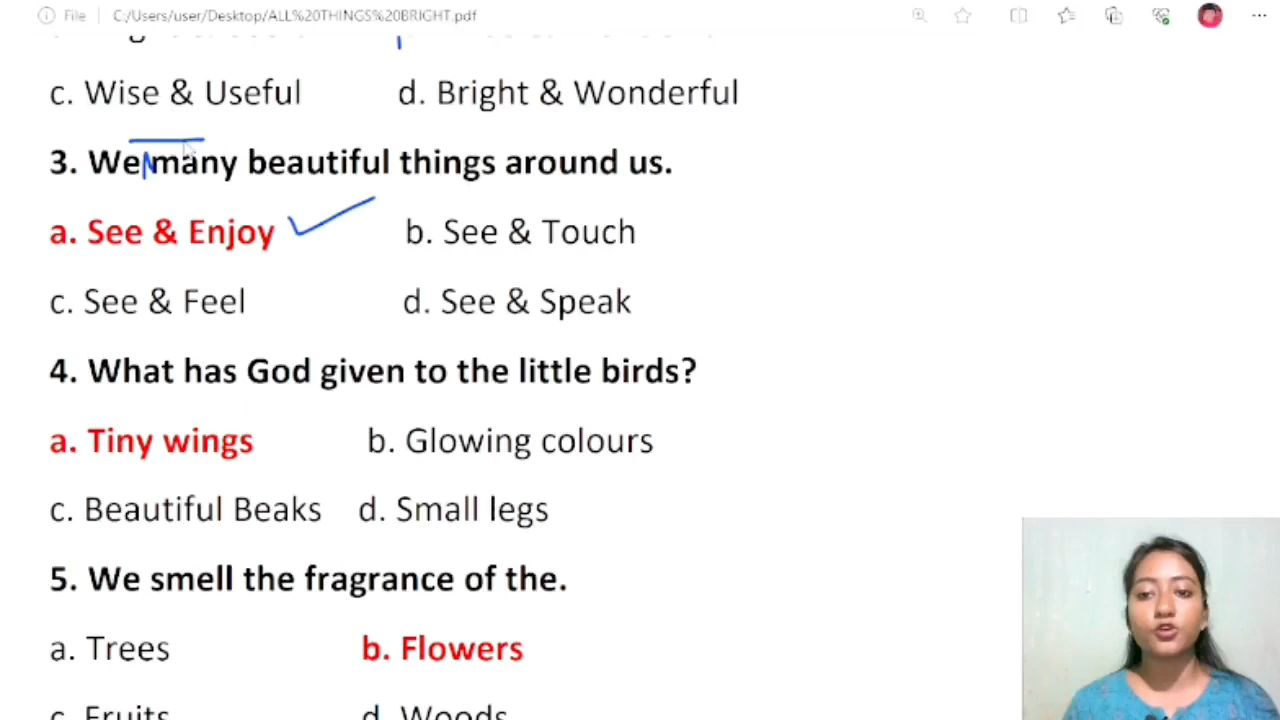 File C:/Users/user/Desktop/ALL%20THINGS%20BRIGHT.pdf
c. Wise & Useful d. Bright & Wonderful
3. We many beautiful things around us.
a. See & Enjoy b. See & Touch
c. See & Feel d. See & Speak
4. What has God given to the little birds?
a. Tiny wings b. Glowing colours
c. Beautiful Beaks d. Small legs
5. We smell the fragrance of the.
a. Trees b. Flowers
c. Fruits d. Woods